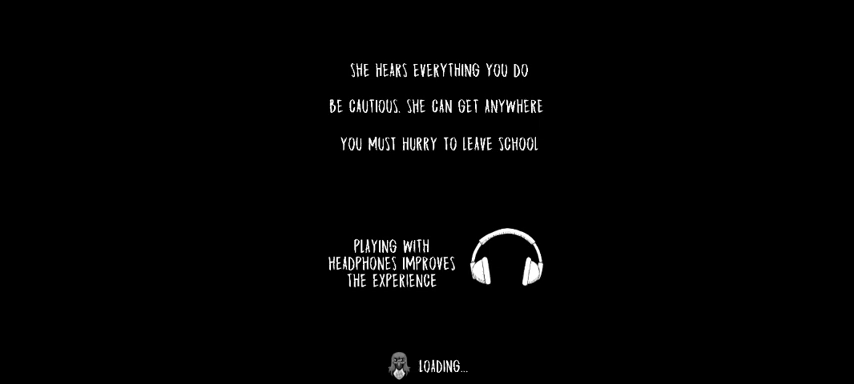 SHE HEARS EVERYTHING YOU DO
BE CAUTIOUS. SHE CAN GET ANYWHERE
YOU MUST HURRY TO LEAVE SCHOOL
PLAYING WITH
HEADPHONES IMPROVES
THE EXPERIENCE
LOADING...